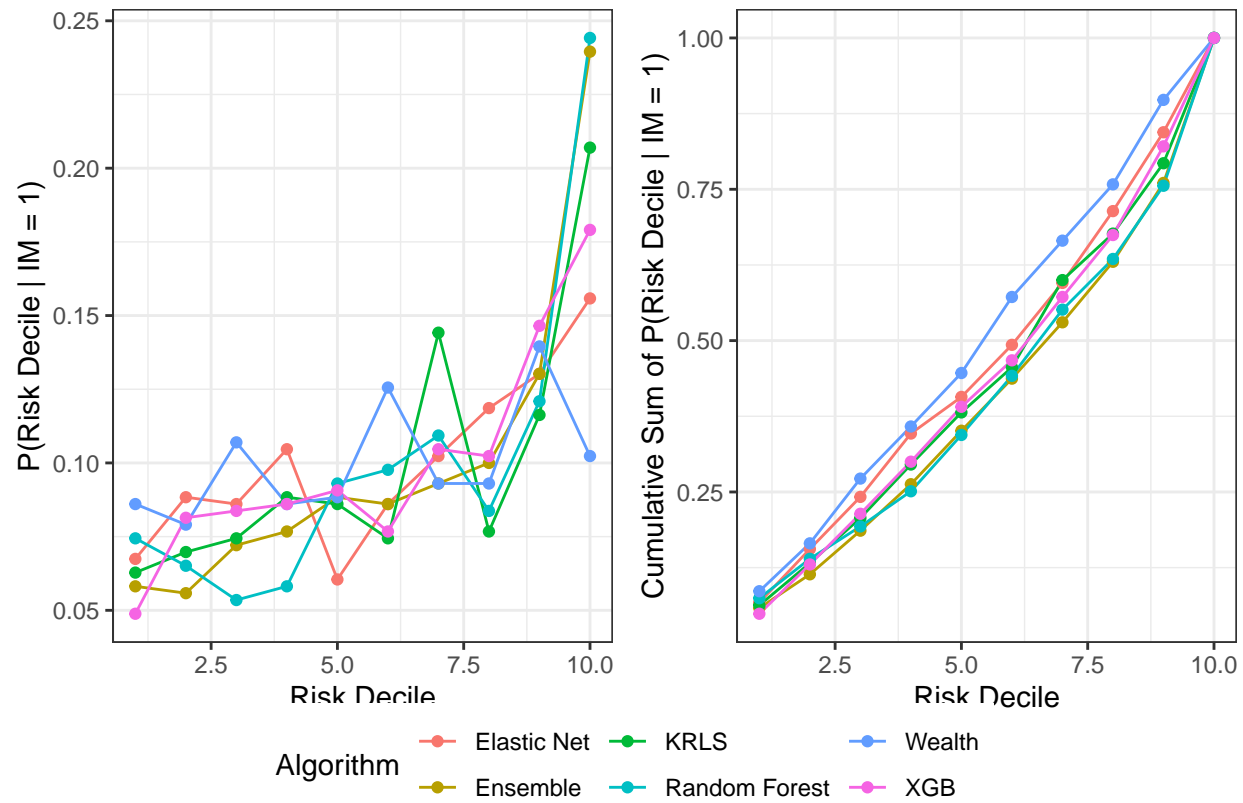 P(Risk Decile | IM = 1)
0.25
0.20
0.15
0.10
0.05
2.5 5.0 7.5 10.0
Risk Decile
Cumulative Sum of P(Risk Decile | IM = 1)
1.00
0.75
0.50
0.25
2.5 5.0 7.5 10.0
Risk Decile
Algorithm
Elastic Net KRLS Wealth
Ensemble Random Forest XGB